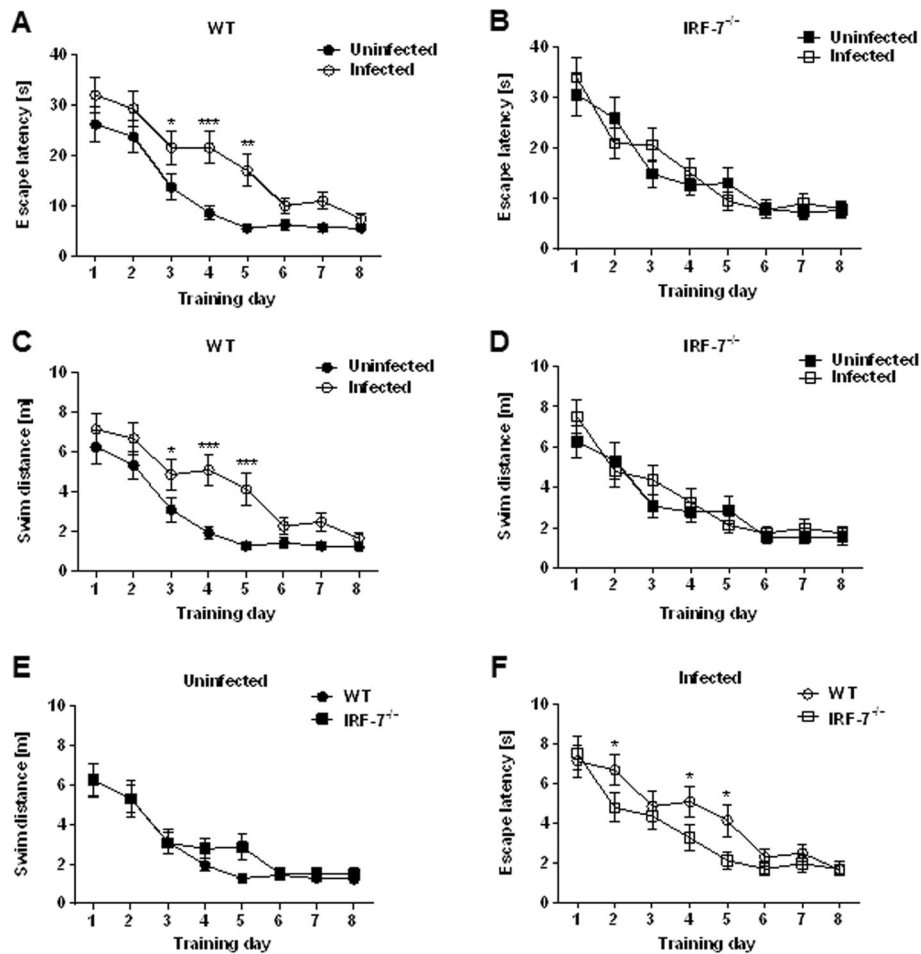 A
WT
Uninfected
Infected
Escape latency [s]
40
30
20
10
0
* *** **
1 2 3 4 5 6 7 8
Training day
B
IRF-7-/-
Uninfected
Infected
Escape latency [s]
40
30
20
10
0
1 2 3 4 5 6 7 8
Training day
C
WT
Uninfected
Infected
Swim distance [m]
10
8
6
4
2
0
* *** ***
1 2 3 4 5 6 7 8
Training day
D
IRF-7-/-
Uninfected
Infected
Swim distance [m]
10
8
6
4
2
0
1 2 3 4 5 6 7 8
Training day
E
Uninfected
WT
IRF-7-/-
Swim distance [m]
10
8
6
4
2
0
1 2 3 4 5 6 7 8
Training day
F
Infected
WT
IRF-7-/-
Escape latency [s]
10
8
6
4
2
0
* * *
1 2 3 4 5 6 7 8
Training day